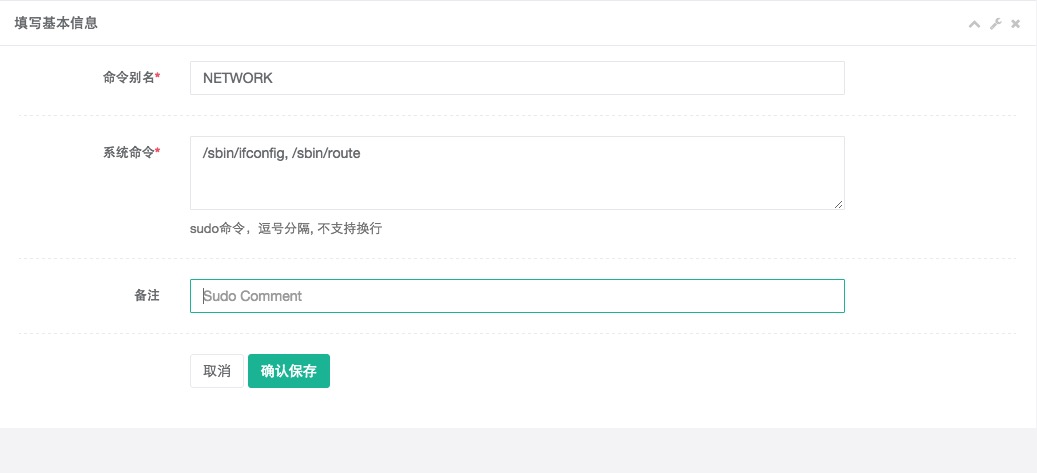 填写基本信息
命令别名*
NETWORK
系统命令*
/sbin/ifconfig, /sbin/route
sudo命令，逗号分隔, 不支持换行
备注
Sudo Comment
取消 确认保存